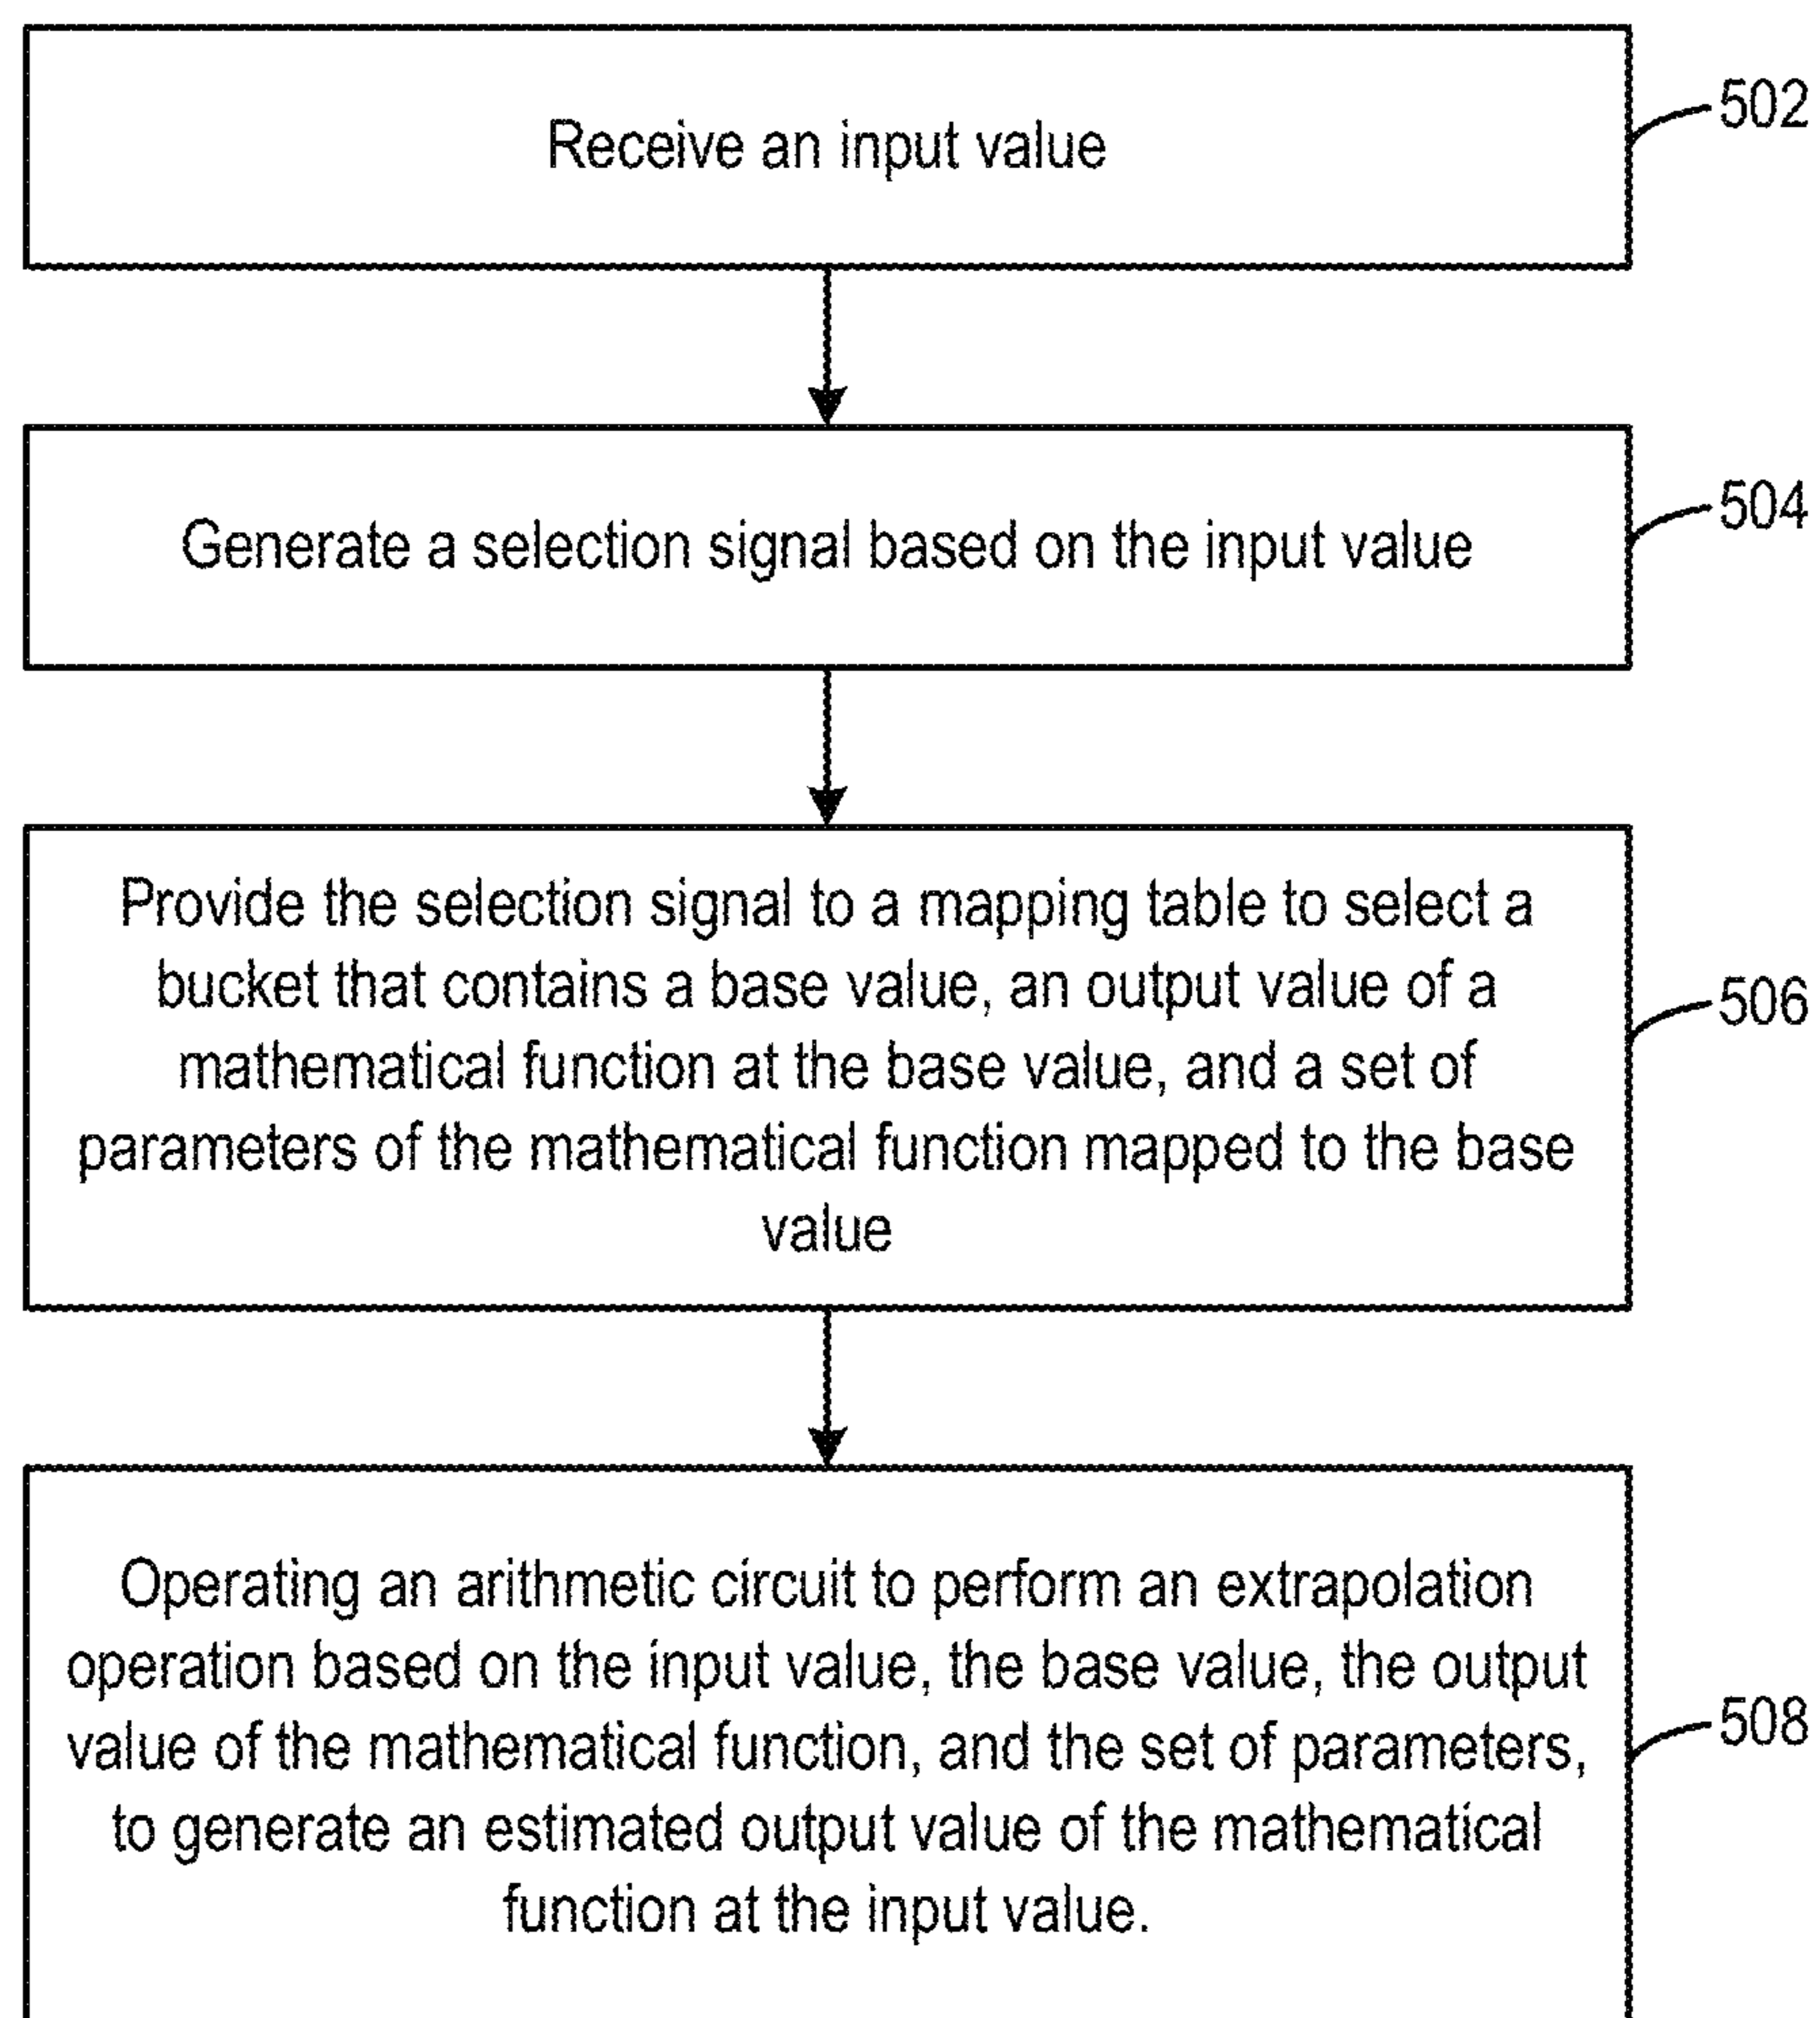 Receive an input value
502
Generate a selection signal based on the input value
504
Provide the selection signal to a mapping table to select a
bucket that contains a base value, an output value of a
mathematical function at the base value, and a set of
parameters of the mathematical function mapped to the base
value
506
Operating an arithmetic circuit to perform an extrapolation
operation based on the input value, the base value, the output
value of the mathematical function, and the set of parameters,
to generate an estimated output value of the mathematical
function at the input value.
508